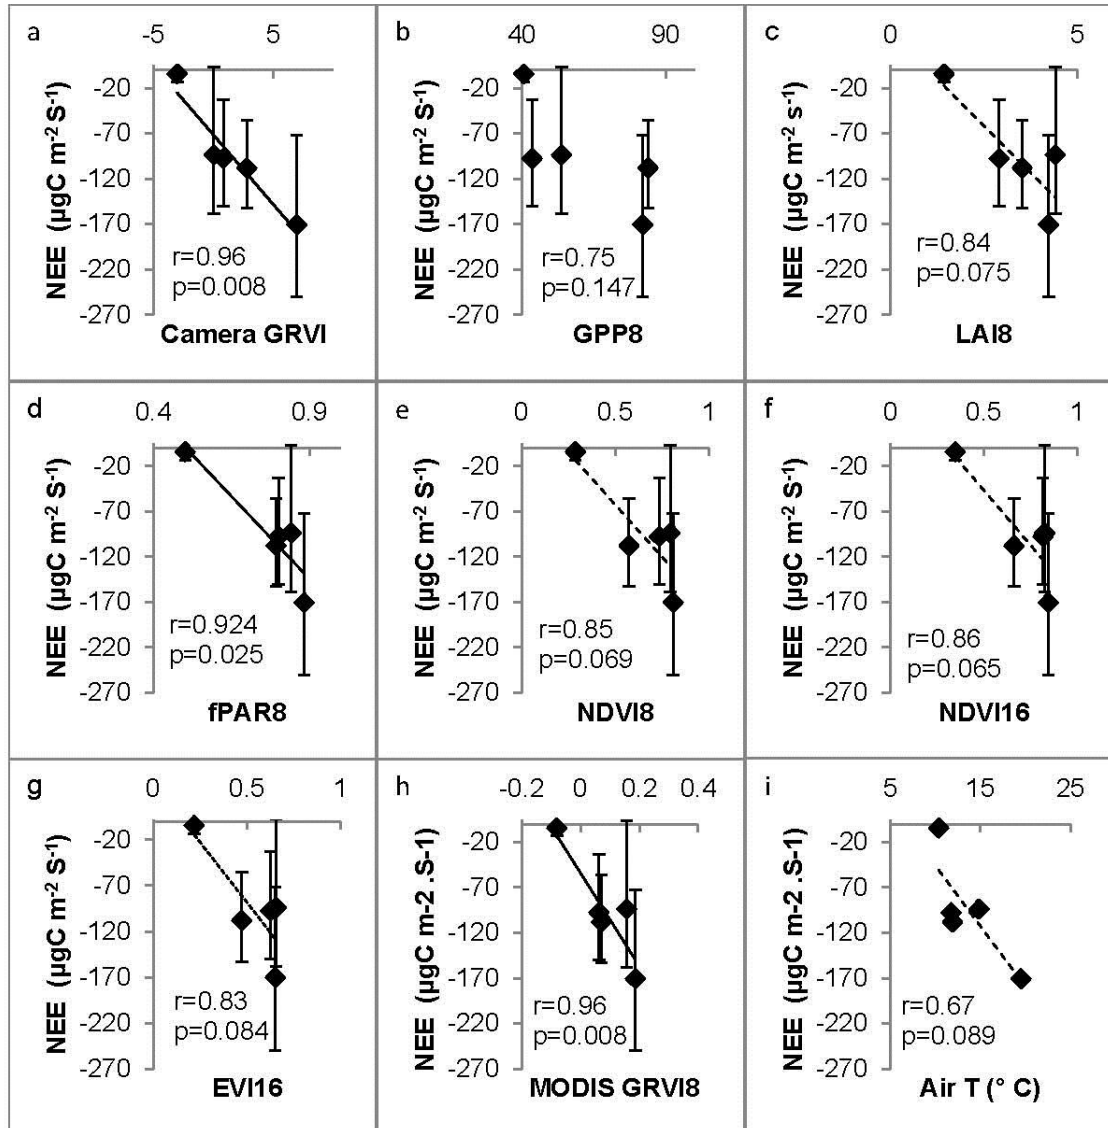 a
-5 5
NEE (µgC m-2 S-1)
-20
-70
-120
-170
-220
-270
r=0.96
p=0.008
Camera GRVI
b
40 90
NEE (µgC m-2 S-1)
-20
-70
-120
-170
-220
-270
r=0.75
p=0.147
GPP8
c
0 5
NEE (µgC m-2 s-1)
-20
-70
-120
-170
-220
-270
r=0.84
p=0.075
LAI8
d
0.4 0.9
NEE (µgC m-2 S-1)
-20
-70
-120
-170
-220
-270
r=0.924
p=0.025
fPAR8
e
0 0.5 1
NEE (µgC m-2 S-1)
-20
-70
-120
-170
-220
-270
r=0.85
p=0.069
NDVI8
f
0 0.5 1
NEE (µgC m-2 S-1)
-20
-70
-120
-170
-220
-270
r=0.86
p=0.065
NDVI16
g
0 0.5 1
NEE (µgC m-2 S-1)
-20
-70
-120
-170
-220
-270
r=0.83
p=0.084
EVI16
h
-0.2 0 0.2 0.4
NEE (µgC m-2 .S-1)
-20
-70
-120
-170
-220
-270
r=0.96
p=0.008
MODIS GRVI8
i
5 15 25
NEE (µgC m-2 .S-1)
-20
-70
-120
-170
-220
-270
r=0.67
p=0.089
Air T (° C)